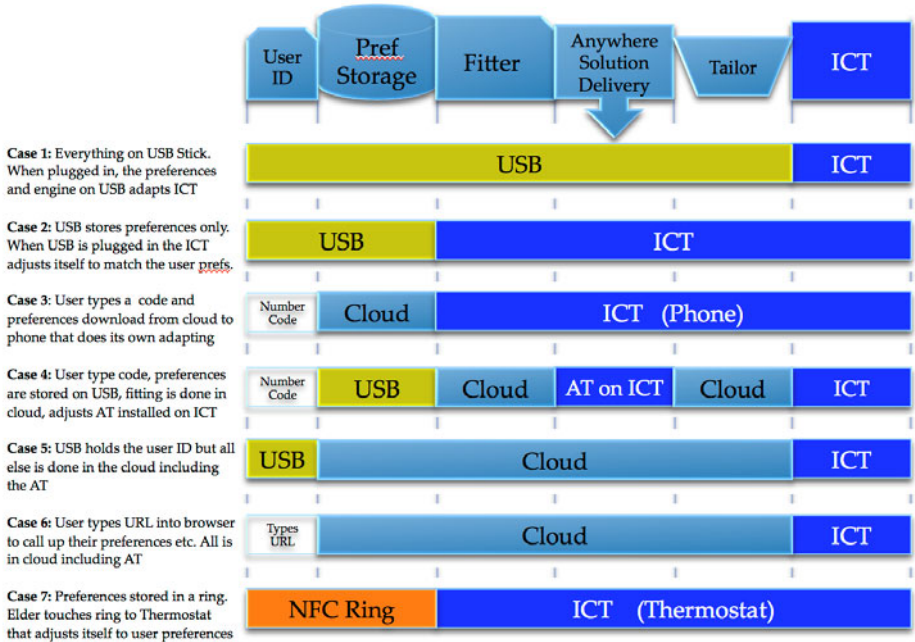 User
ID
Pref
Storage
Fitter
Anywhere
Solution
Delivery
Tailor
ICT
Case 1: Everything on USB Stick.
When plugged in, the preferences
and engine on USB adapts ICT
USB
ICT
Case 2: USB stores preferences only.
When USB is plugged in the ICT
adjusts itself to match the user prefs.
USB
ICT
Case 3: User types a code and
preferences download from cloud to
phone that does its own adapting
Number
Code
Cloud
ICT (Phone)
Case 4: User type code, preferences
are stored on USB, fitting is done in
cloud, adjusts AT installed on ICT
Number
Code
USB
Cloud
AT on ICT
Cloud
ICT
Case 5: USB holds the user ID but all
else is done in the cloud including
the AT
USB
Cloud
ICT
Case 6: User types URL into browser
to call up their preferences etc. All is
in cloud including AT
Types
URL
Cloud
ICT
Case 7: Preferences stored in a ring.
Elder touches ring to Thermostat
that adjusts itself to user preferences
NFC Ring
ICT (Thermostat)